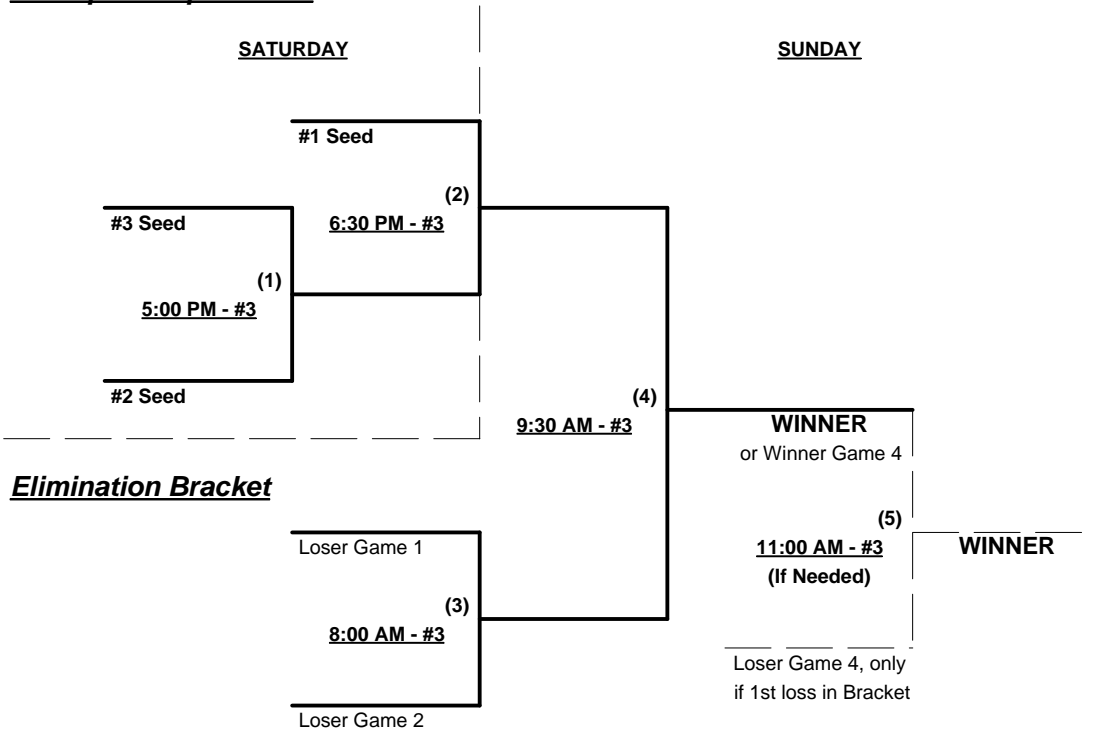 SATURDAY
SUNDAY
#1 Seed
(2)
6:30 PM - #3
#3 Seed
(1)
5:00 PM - #3
#2 Seed
(4)
9:30 AM - #3
WINNER
or Winner Game 4
Elimination Bracket
Loser Game 1
(3)
8:00 AM - #3
Loser Game 2
(5)
11:00 AM - #3
(If Needed)
WINNER
Loser Game 4, only
if 1st loss in Bracket